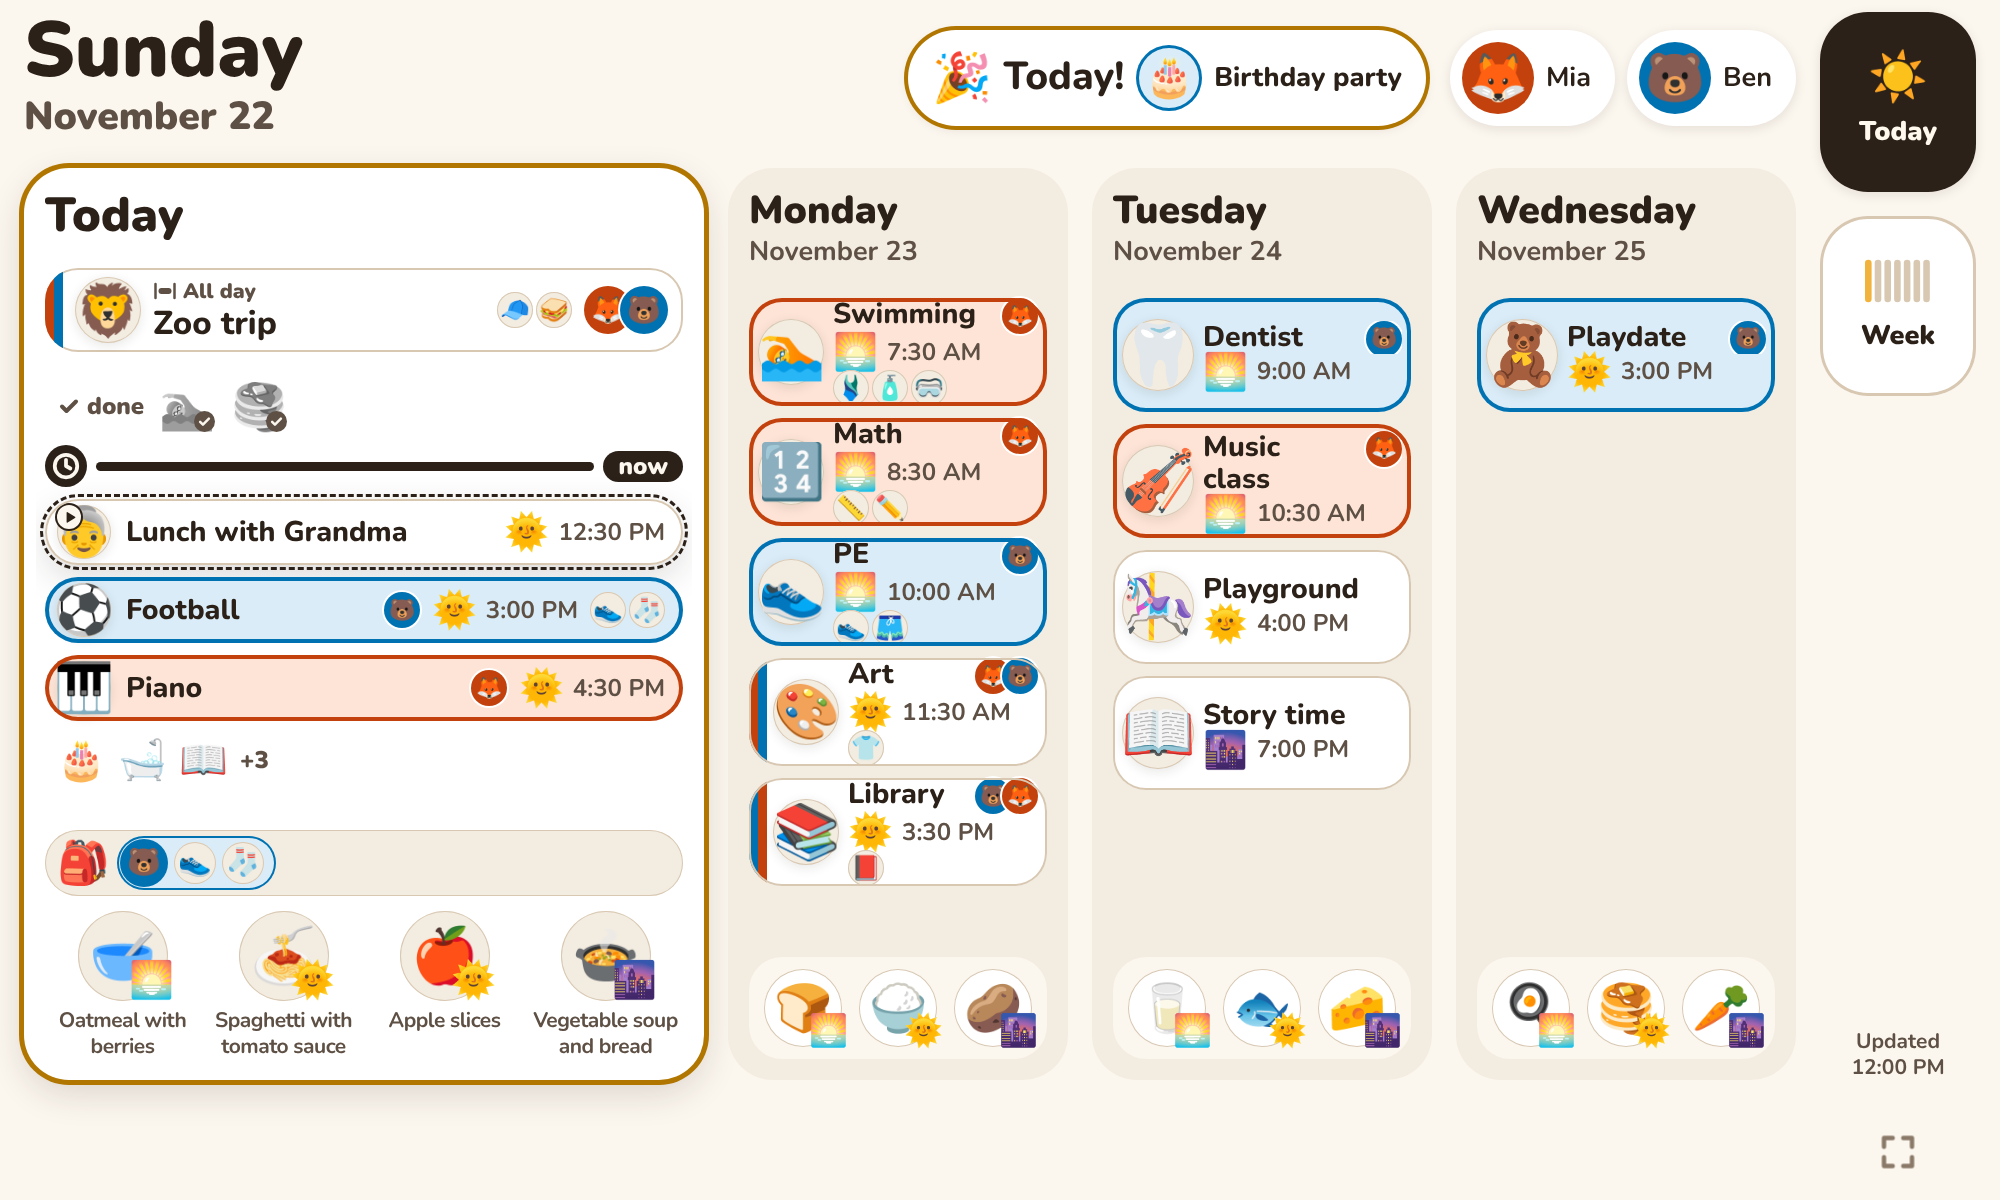 Sunday
November 22
Today!
Birthday party
Mia
Ben
Today
Week
Today
All day
Zoo trip
done
now
Lunch with Grandma
12:30 PM
Football
3:00 PM
Piano
4:30 PM
+3
Oatmeal with
berries
Spaghetti with
tomato sauce
Apple slices
Vegetable soup
and bread
Monday
November 23
Swimming
7:30 AM
Math
8:30 AM
PE
10:00 AM
Art
11:30 AM
Library
3:30 PM
Tuesday
November 24
Dentist
9:00 AM
Music
class
10:30 AM
Playground
4:00 PM
Story time
7:00 PM
Wednesday
November 25
Playdate
3:00 PM
Updated
12:00 PM